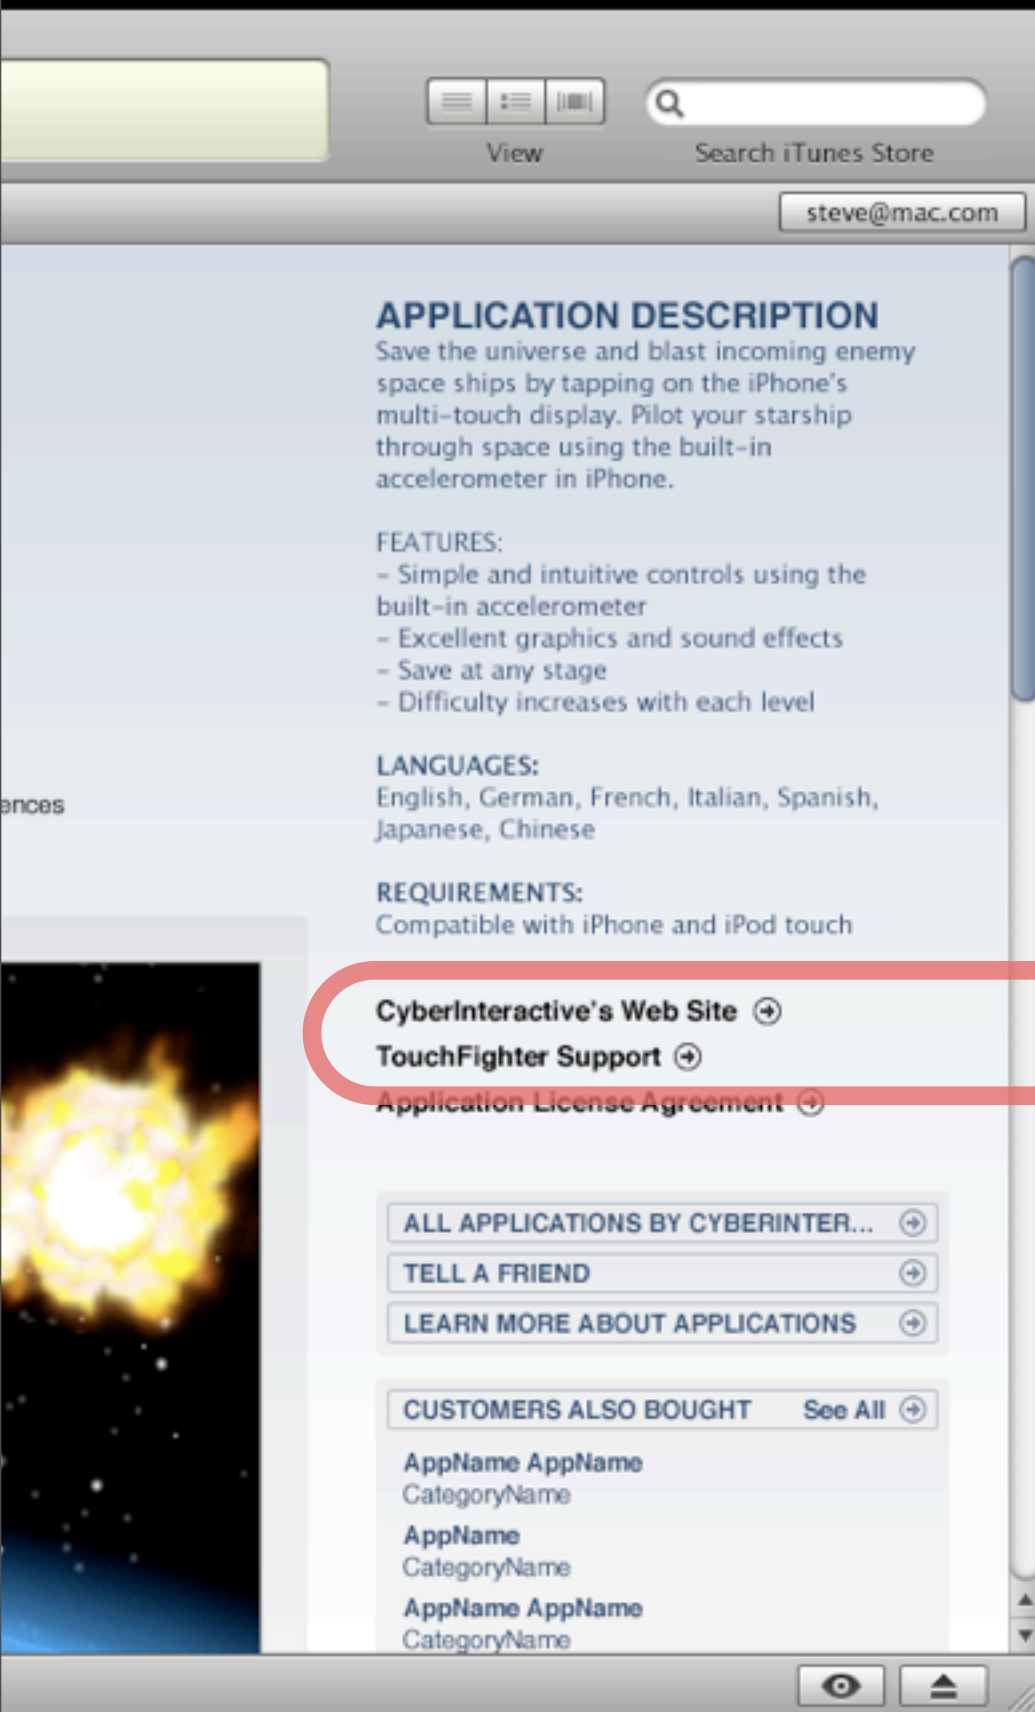 View
Search iTunes Store
steve@mac.com
APPLICATION DESCRIPTION
Save the universe and blast incoming enemy
space ships by tapping on the iPhone's
multi-touch display. Pilot your starship
through space using the built-in
accelerometer in iPhone.
FEATURES:
- Simple and intuitive controls using the
built-in accelerometer
- Excellent graphics and sound effects
- Save at any stage
- Difficulty increases with each level
LANGUAGES:
English, German, French, Italian, Spanish,
Japanese, Chinese
ences
REQUIREMENTS:
Compatible with iPhone and iPod touch
CyberInteractive's Web Site
TouchFighter Support
Application License Agreement
ALL APPLICATIONS BY CYBERINTER...
TELL A FRIEND
LEARN MORE ABOUT APPLICATIONS
CUSTOMERS ALSO BOUGHT See All
AppName AppName
CategoryName
AppName
CategoryName
AppName AppName
CategoryName